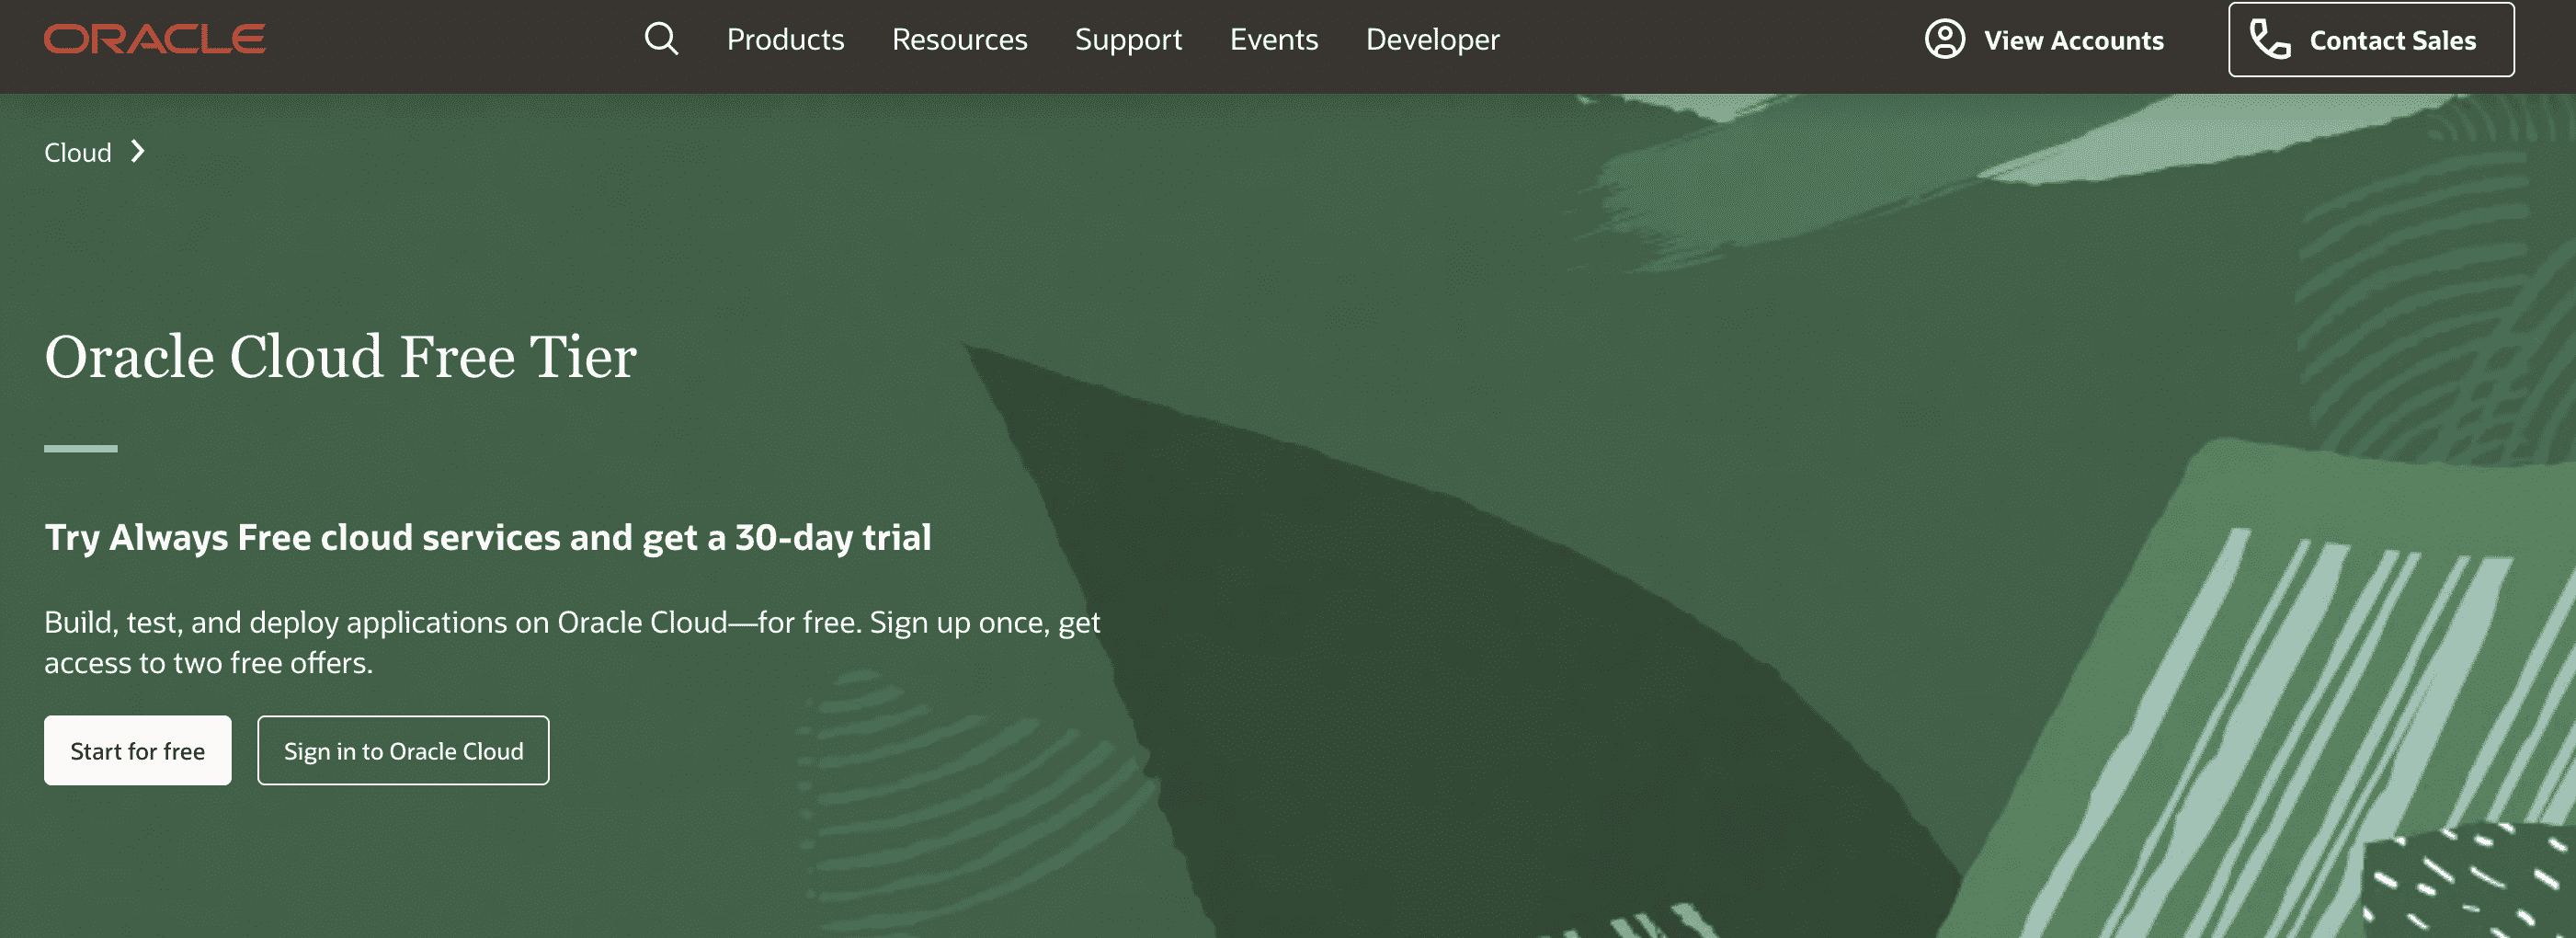 ORACLE
Products Resources Support Events Developer
View Accounts
Contact Sales
Cloud
Oracle Cloud Free Tier
Try Always Free cloud services and get a 30-day trial
Build, test, and deploy applications on Oracle Cloud—for free. Sign up once, get
access to two free offers.
Start for free
Sign in to Oracle Cloud